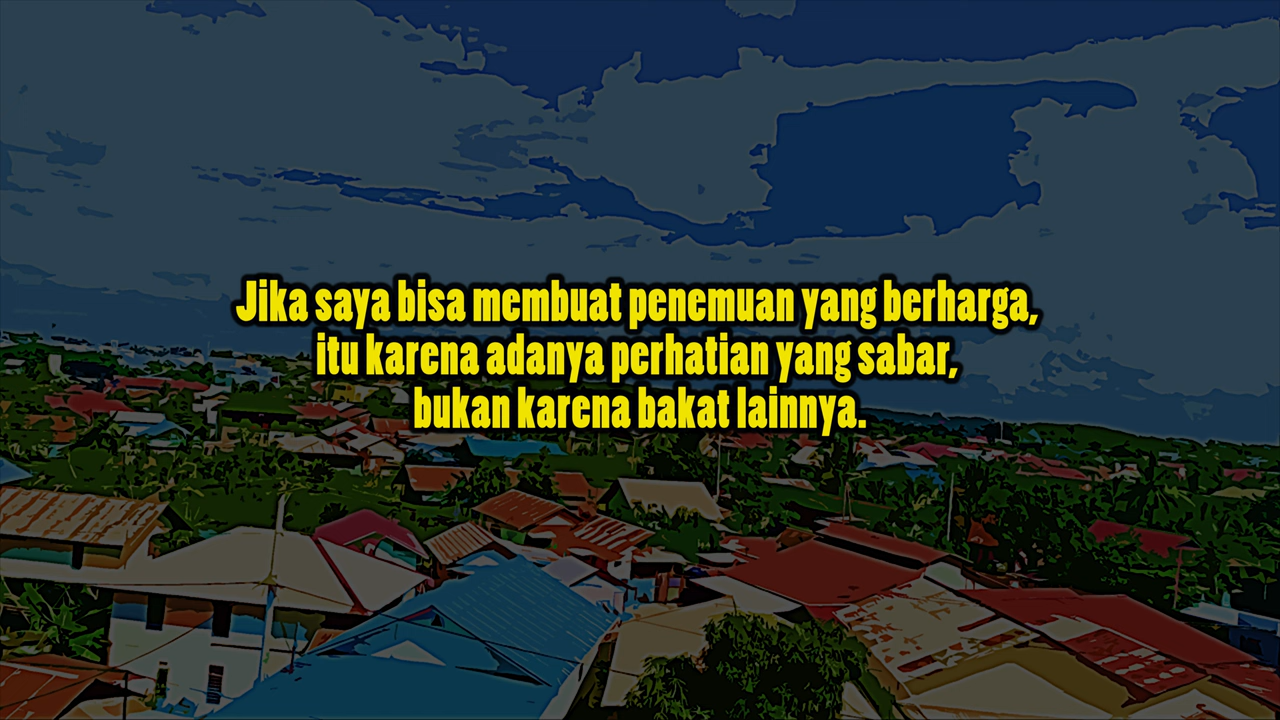 Jika saya bisa membuat penemuan yang berharga,
itu karena adanya perhatian yang sabar,
bukan karena bakat lainnya.